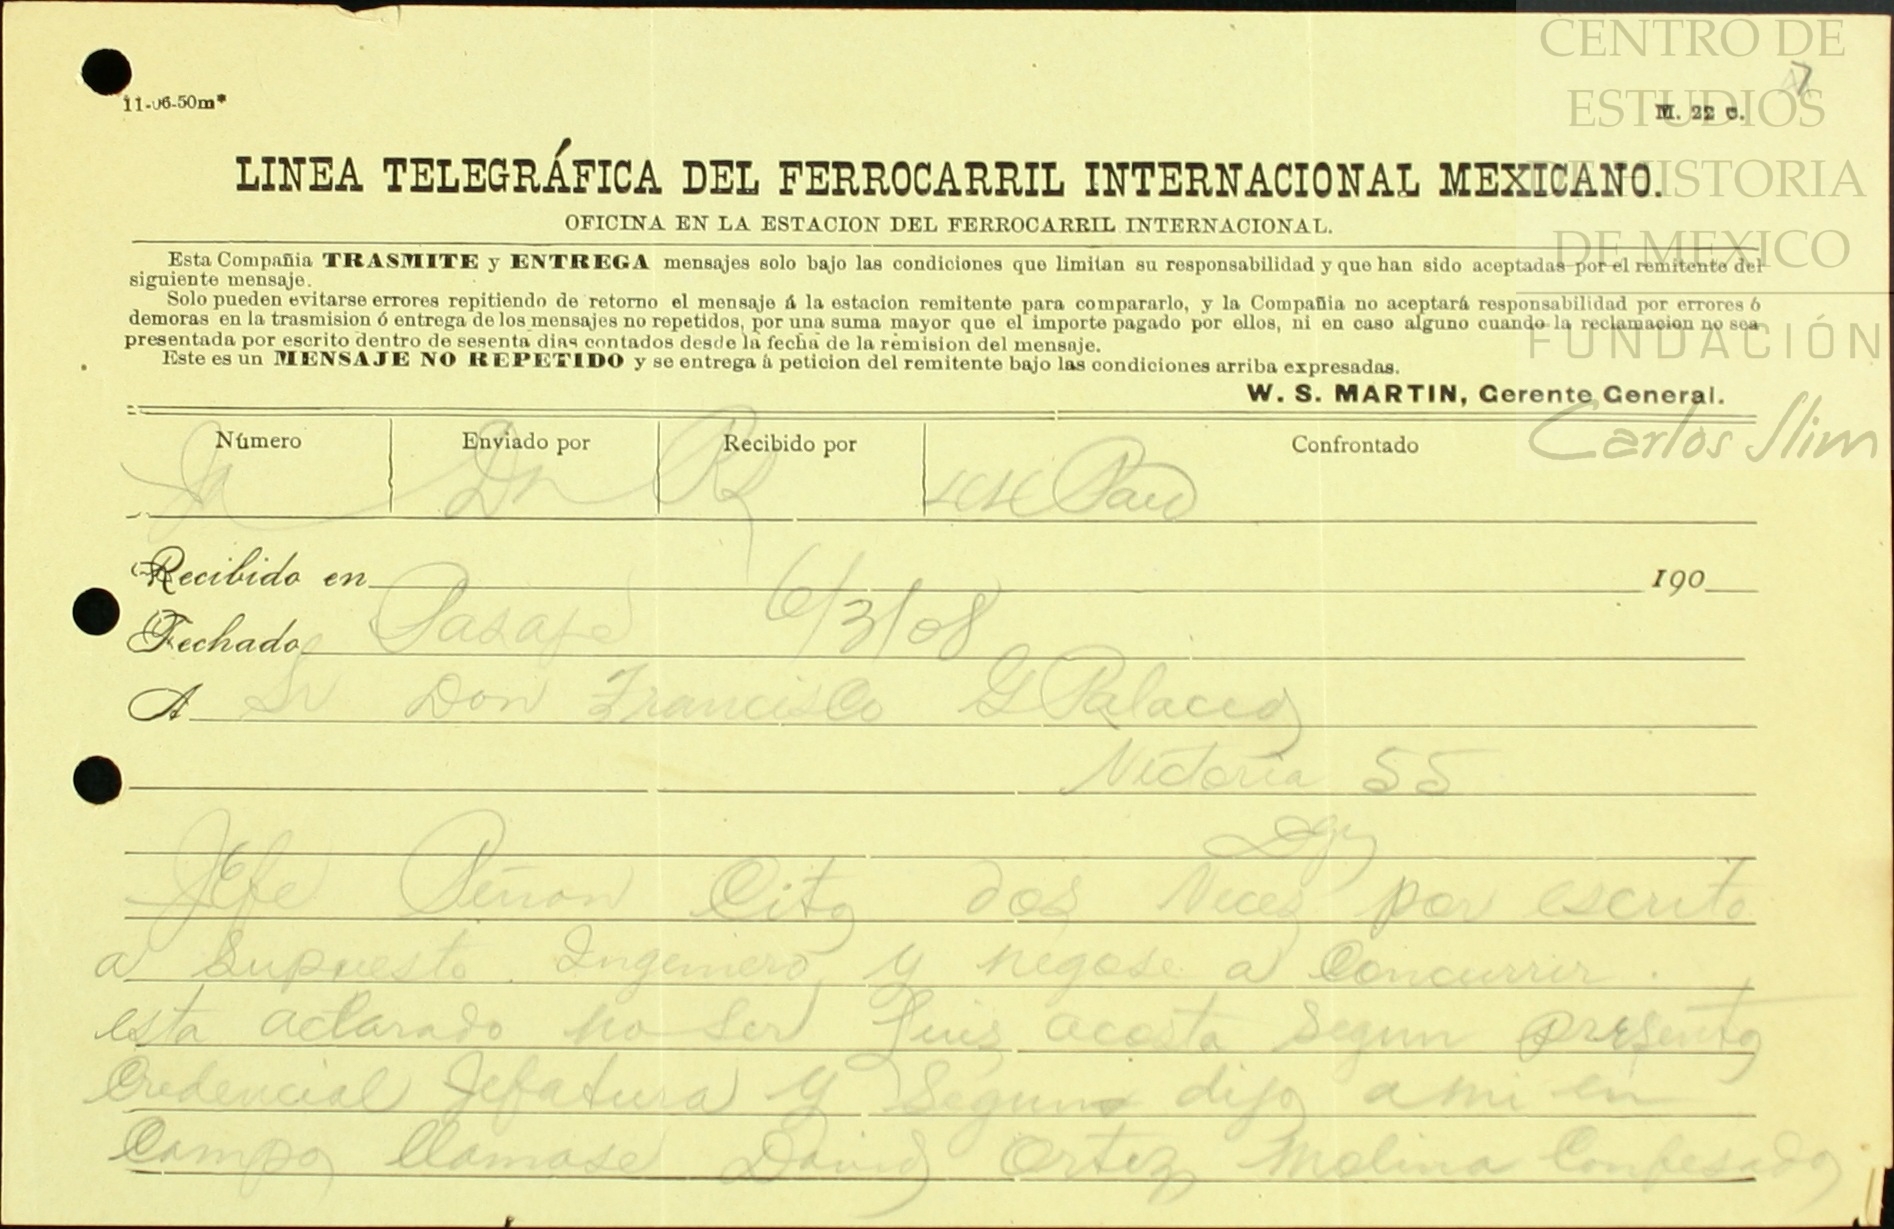 CENTRO DE
ESTUDIOS
DE HISTORIA
DE MEXICO
FUNDACIÓN
Carlos Slim
7
11-06-50m*
M. 22 c.
LINEA TELEGRÁFICA DEL FERROCARRIL INTERNACIONAL MEXICANO.
OFICINA EN LA ESTACION DEL FERROCARRIL INTERNACIONAL.
Esta Compañia TRASMITE y ENTREGA mensajes solo bajo las condiciones que limitan su responsabilidad y que han sido aceptadas por el remitente del
siguiente mensaje.
Solo pueden evitarse errores repitiendo de retorno el mensaje á la estacion remitente para compararlo, y la Compañia no aceptará responsabilidad por errores ó
demoras en la trasmision ó entrega de los mensajes no repetidos, por una suma mayor que el importe pagado por ellos, ni en caso alguno cuando la reclamacion no sea
presentada por escrito dentro de sesenta dias contados desde la fecha de la remision del mensaje.
Este es un MENSAJE NO REPETIDO y se entrega à peticion del remitente bajo las condiciones arriba expresadas.
W. S. MARTIN, Gerente General.
Número Enviado por Recibido por Confrontado
Dn R Paid
Recibido en 190
Fechado Pasaje 6/3/08
A Sr Don Francisco G Palacio
Victoria 55
Dgo
Jefe Peñon Cito dos Veces por escrito
a Supuesto Ingeniero y negose a Concurrir.
esta aclarado no ser Luis acosta Segun presento
Credencial Jefatura y Segun dijo a mi en
Campo llamase David Ortiz Molina Confesado